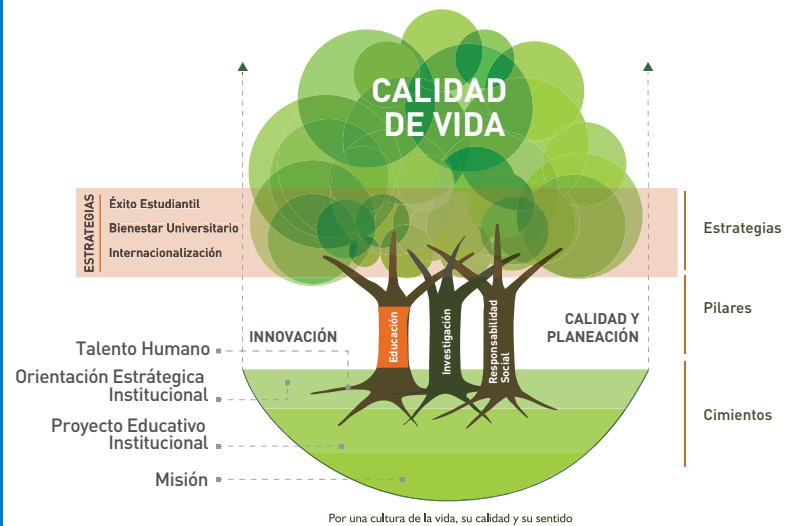 CALIDAD
DE VIDA
ESTRATEGIAS
Éxito Estudiantil
Bienestar Universitario
Internacionalización
Estrategias
Pilares
Cimientos
INNOVACIÓN
Educación
Investigación
Responsabilidad
Social
CALIDAD Y
PLANEACIÓN
Talento Humano
Orientación Estrátegica
Institucional
Proyecto Educativo
Institucional
Misión
Por una cultura de la vida, su calidad y su sentido